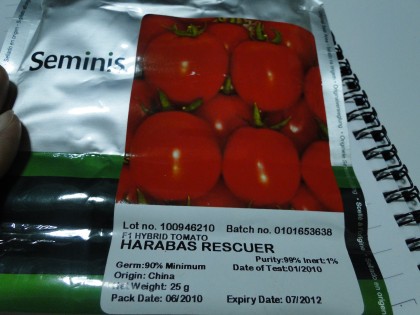 Seminis
Lot no. 100946210 Batch no. 0101653638
F1 HYBRID TOMATO
HARABAS RESCUER
Germ:90% Minimum Purity:99% Inert:1%
Origin: China Date of Test:01/2010
Net Weight: 25 g
Pack Date: 06/2010 Expiry Date: 07/2012